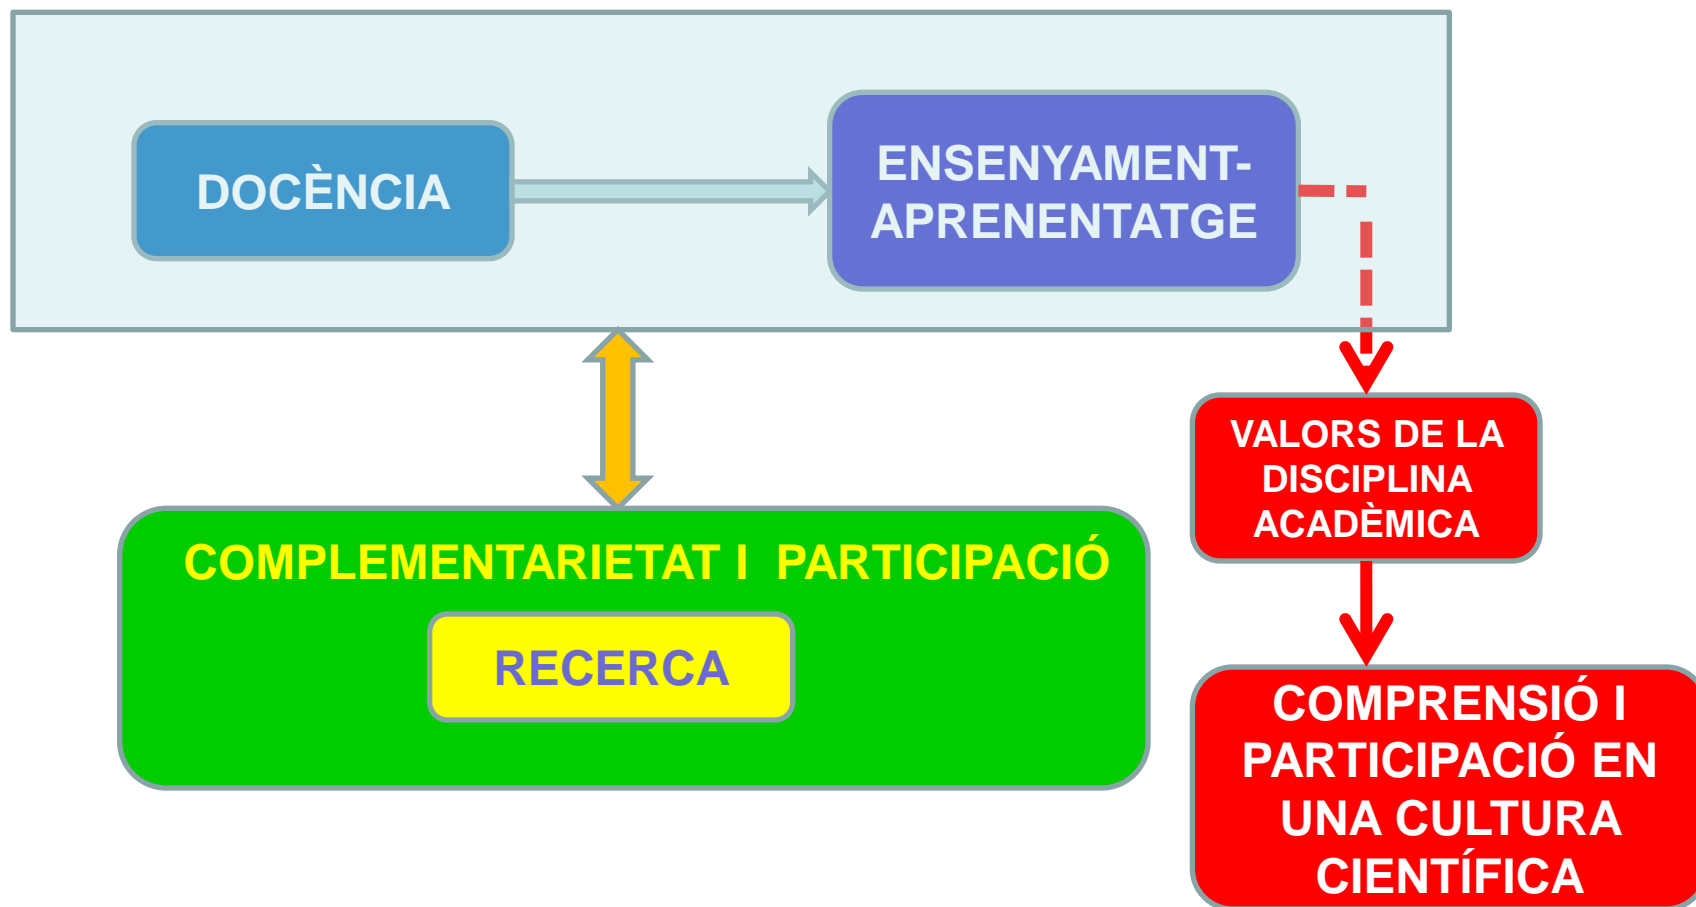 DOCÈNCIA
ENSENYAMENT-
APRENENTATGE
VALORS DE LA
DISCIPLINA
ACADÈMICA
COMPLEMENTARIETAT I  PARTICIPACIÓ
RECERCA
COMPRENSIÓ I
PARTICIPACIÓ EN
UNA CULTURA
CIENTÍFICA